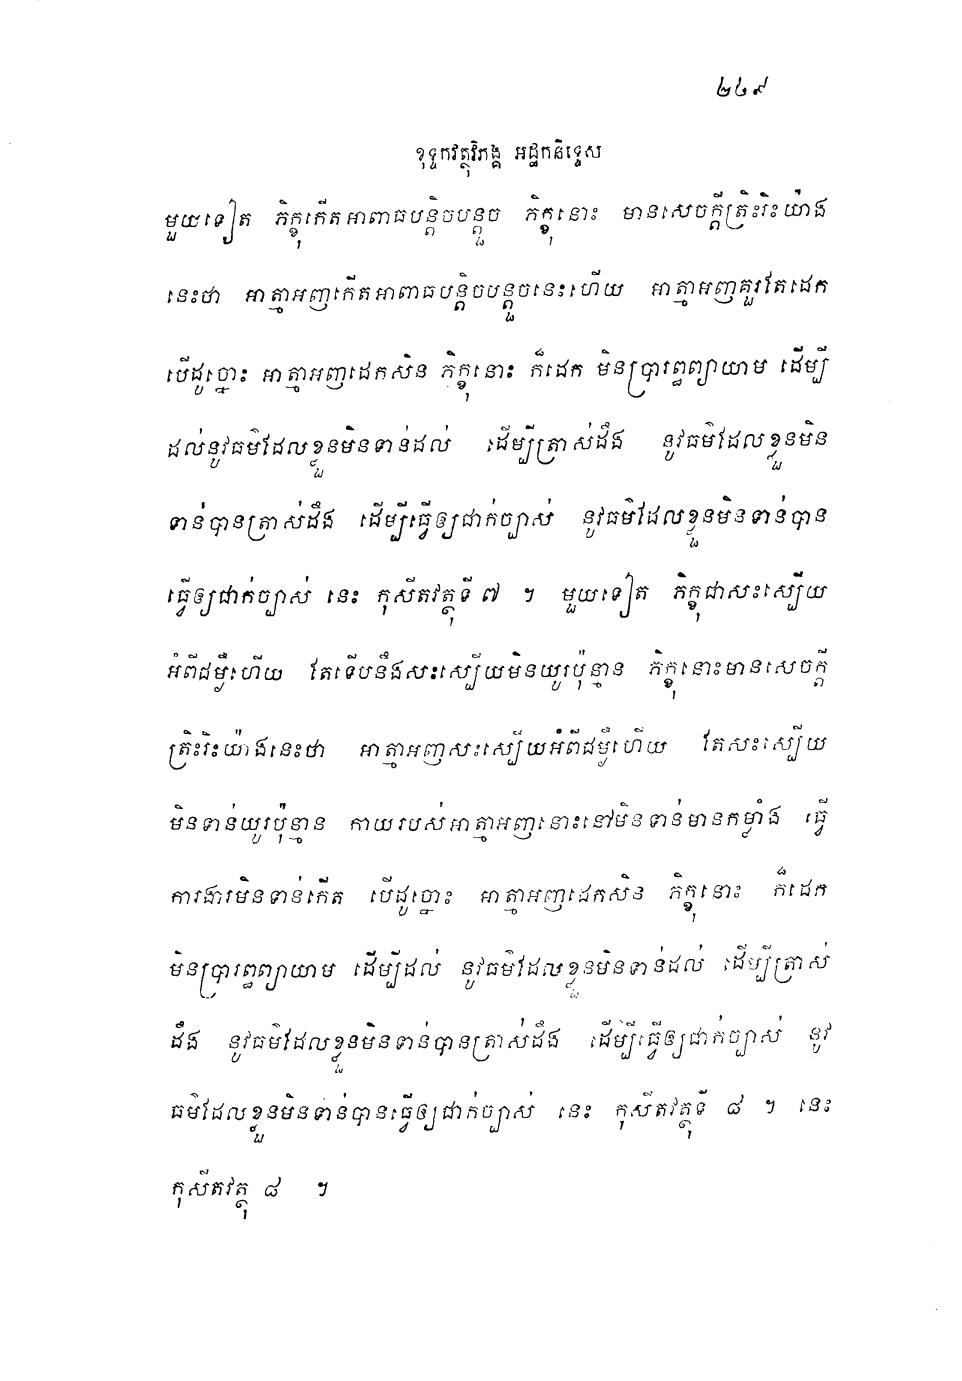 ២៤៩
ខុទ្ទកវត្ថុវិភង្គ អដ្ឋកនិទ្ទេស
មួយទៀត ភិក្ខុកើតអាពាធបន្តិចបន្តួច ភិក្ខុនោះ មានសេចក្តីត្រិះរិះយ៉ាង
នេះថា អាត្មាអញកើតអាពាធបន្តិចបន្តួចនេះហើយ អាត្មាអញគួរតែដេក
បើដូច្នោះ អាត្មាអញដេកសិន ភិក្ខុនោះ ក៏ដេក មិនប្រារព្ធព្យាយាម ដើម្បី
ដល់នូវធម៌ដែលខ្លួនមិនទាន់ដល់ ដើម្បីត្រាស់ដឹង នូវធម៌ដែលខ្លួនមិន
ទាន់បានត្រាស់ដឹង ដើម្បីធ្វើឲ្យជាក់ច្បាស់ នូវធម៌ដែលខ្លួនមិនទាន់បាន
ធ្វើឲ្យជាក់ច្បាស់ នេះ កុសីតវត្ថុទី ៧ ។ មួយទៀត ភិក្ខុជាសះស្បើយ
អំពីជម្ងឺហើយ តែទើបនឹងសះស្បើយមិនយូរប៉ុន្មាន ភិក្ខុនោះមានសេចក្តី
ត្រិះរិះយ៉ាងនេះថា អាត្មាអញសះស្បើយអំពីជម្ងឺហើយ តែសះស្បើយ
មិនទាន់យូរប៉ុន្មាន កាយរបស់អាត្មាអញនោះនៅមិនទាន់មានកម្លាំង ធ្វើ
ការងារមិនទាន់កើត បើដូច្នោះ អាត្មាអញដេកសិន ភិក្ខុនោះ ក៏ដេក
មិនប្រារព្ធព្យាយាម ដើម្បីដល់ នូវធម៌ដែលខ្លួនមិនទាន់ដល់ ដើម្បីត្រាស់
ដឹង នូវធម៌ដែលខ្លួនមិនទាន់បានត្រាស់ដឹង ដើម្បីធ្វើឲ្យជាក់ច្បាស់ នូវ
ធម៌ដែលខ្លួនមិនទាន់បានធ្វើឲ្យជាក់ច្បាស់ នេះ កុសីតវត្ថុទី ៨ ។ នេះ
កុសីតវត្ថុ ៨ ។